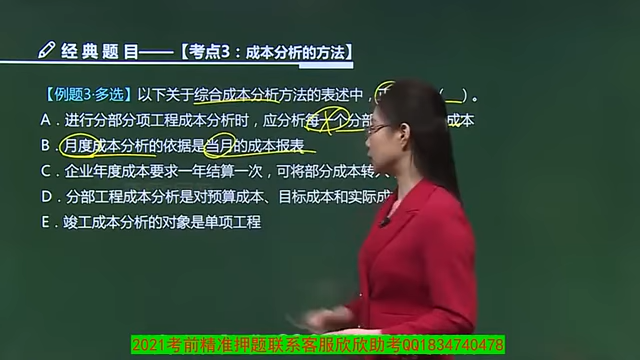 经典题目——【考点3：成本分析的方法】
【例题3·多选】以下关于综合成本分析方法的表述中，（ ）。
A．进行分部分项工程成本分析时，应分析每一个分部 成本
B．月度成本分析的依据是当月的成本报表
C．企业年度成本要求一年结算一次，可将部分成本转
D．分部工程成本分析是对预算成本、目标成本和实际成
E．竣工成本分析的对象是单项工程
2021考前精准押题联系客服欣欣助考QQ1834740478